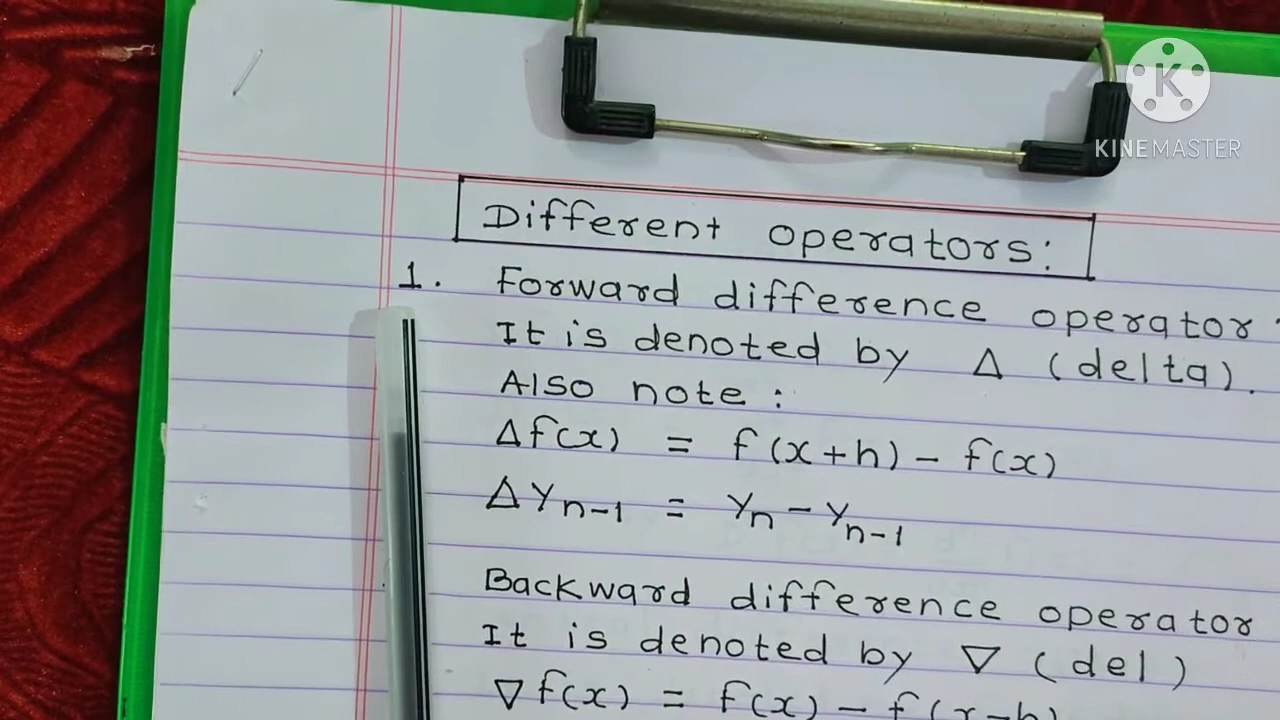 K
KINEMASTER
Different operators:
1. Forward difference operator
It is denoted by Δ (delta).
Also note :
Δf(x) = f(x+h) - f(x)
ΔYn-1 = Yn - Yn-1
Backward difference operator
It is denoted by ∇ (del)
∇f(x) = f(x) - f(x-h)